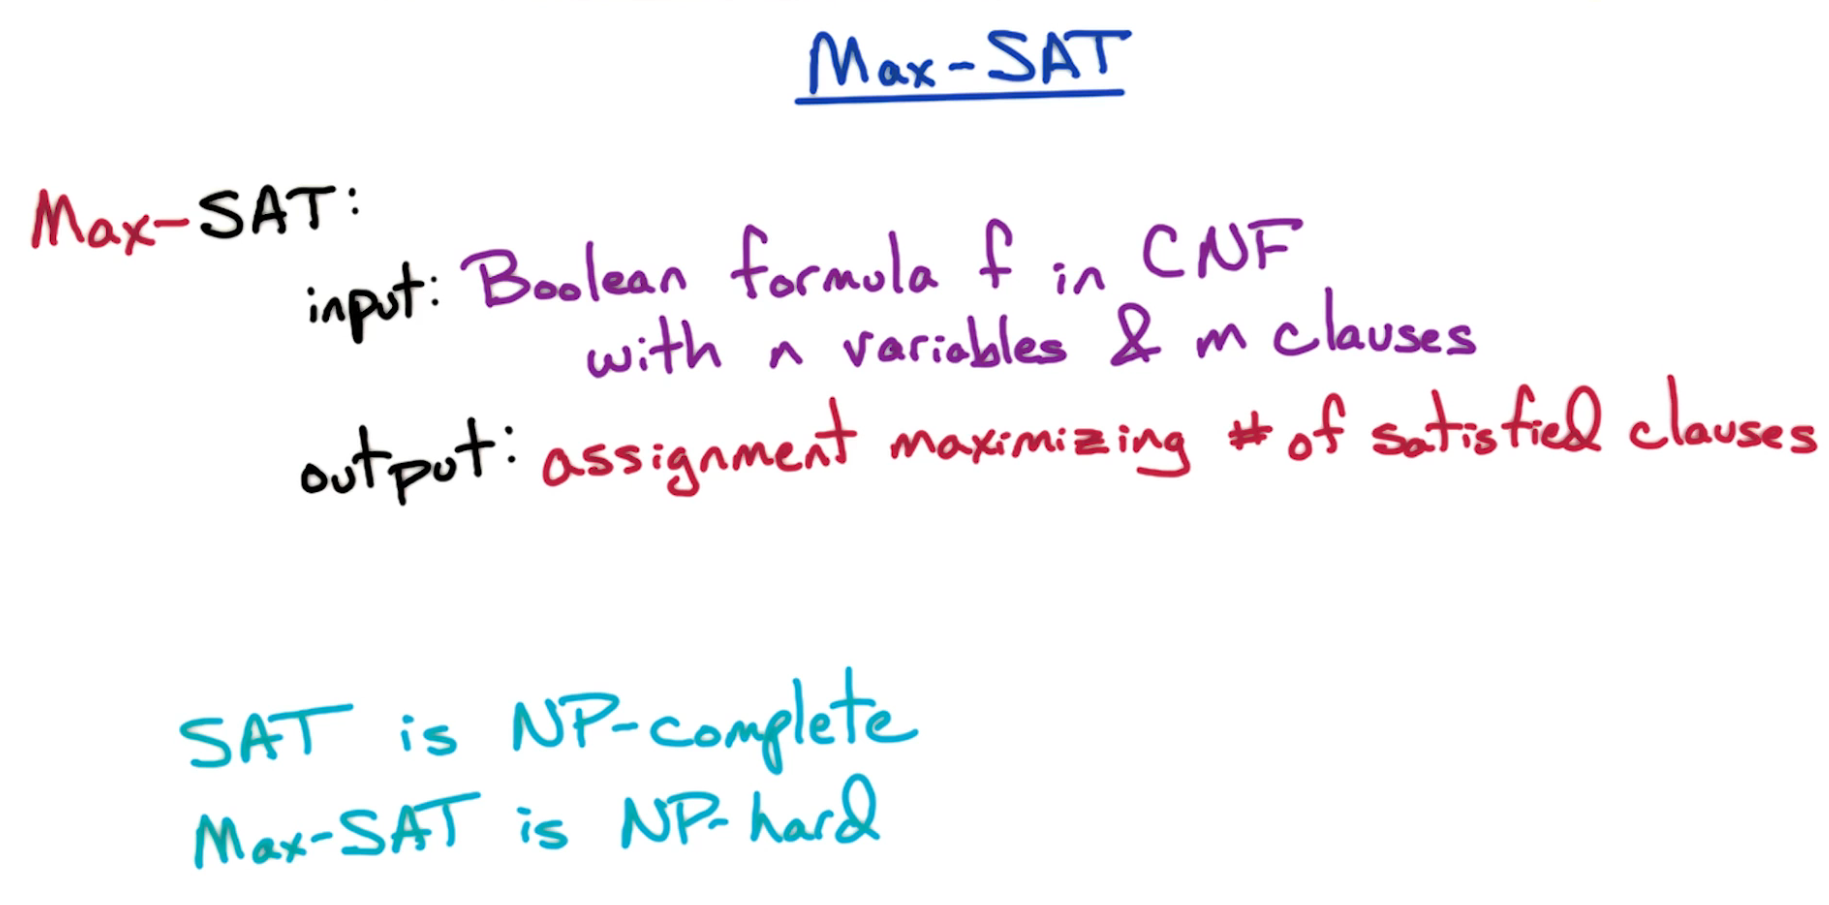 Max-SAT
Max-SAT:
input: Boolean formula f in CNF
with n variables & m clauses
output: assignment maximizing # of satisfied clauses
SAT is NP-complete
Max-SAT is NP-hard